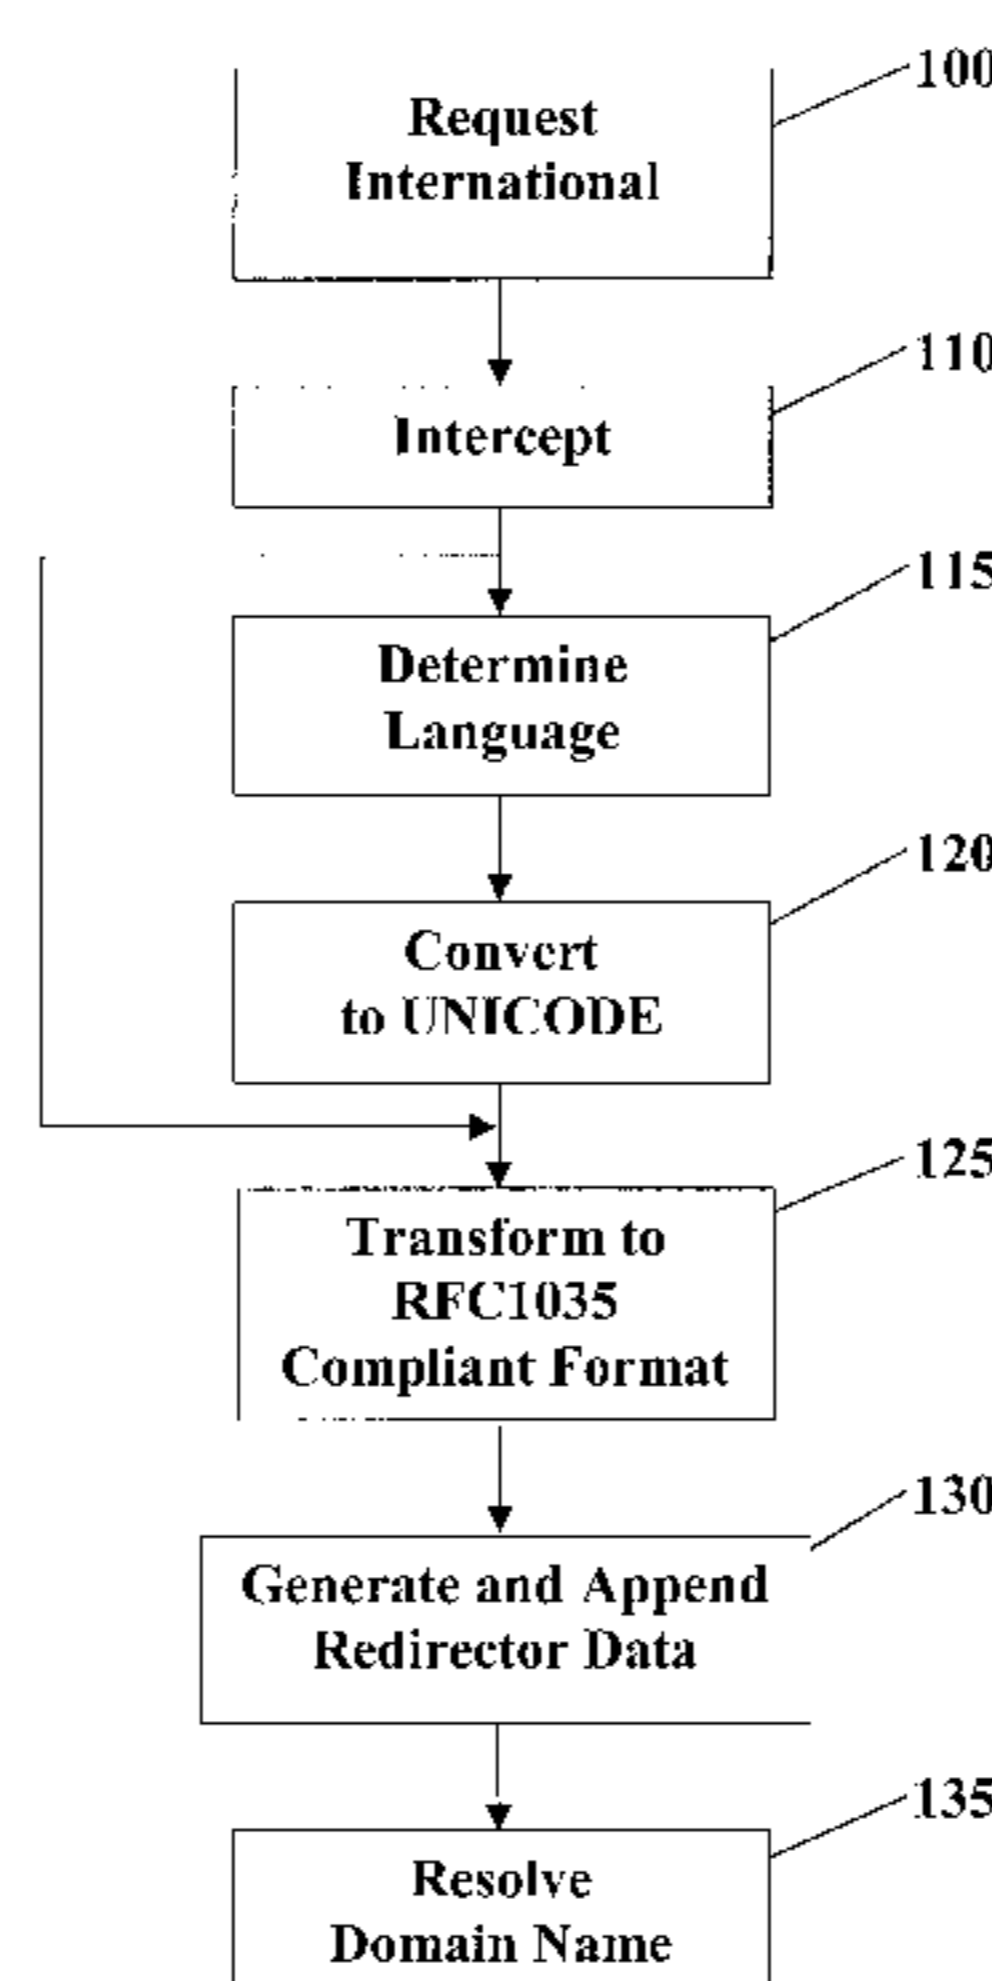 100
Request
International
110
Intercept
115
Determine
Language
120
Convert
to UNICODE
125
Transform to
RFC1035
Compliant Format
130
Generate and Append
Redirector Data
135
Resolve
Domain Name